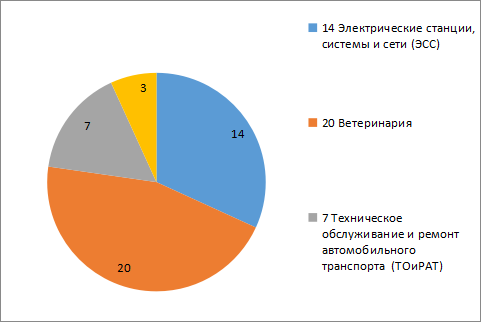 14 Электрические станции,
системы и сети (ЭСС)
3
7
14
20 Ветеринария
20
7 Техническое
обслуживание и ремонт
автомобильного
транспорта (ТОиРАТ)